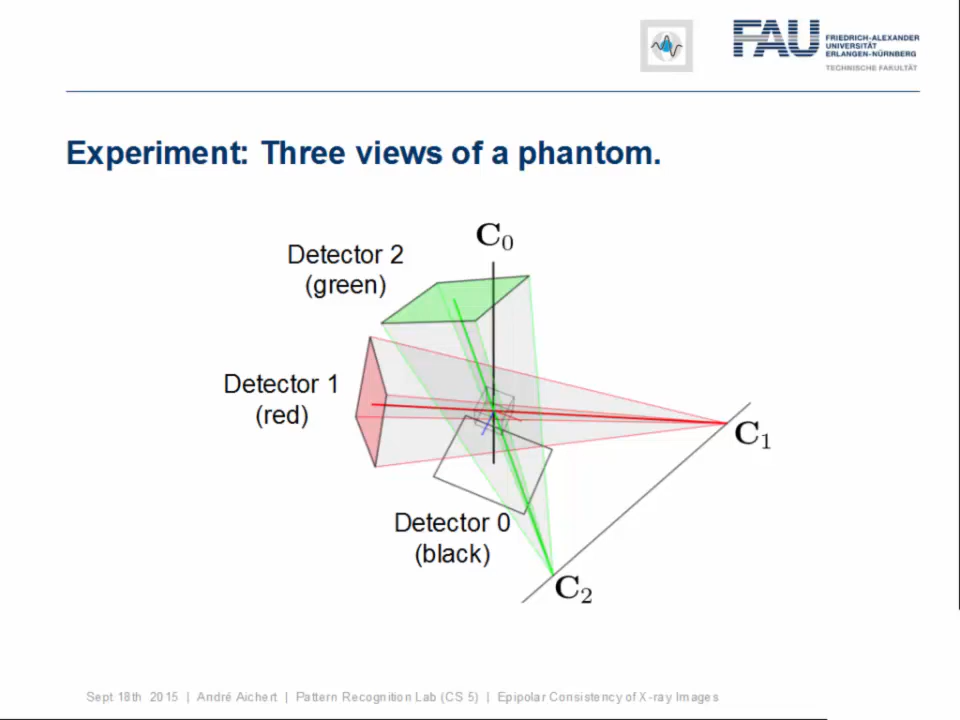 FAU
FRIEDRICH-ALEXANDER
UNIVERSITÄT
ERLANGEN-NÜRNBERG
TECHNISCHE FAKULTÄT
Experiment: Three views of a phantom.
C₀
Detector 2
(green)
Detector 1
(red)
C₁
Detector 0
(black)
C₂
Sept 18th 2015 | André Aichert | Pattern Recognition Lab (CS 5) | Epipolar Consistency of X-ray Images